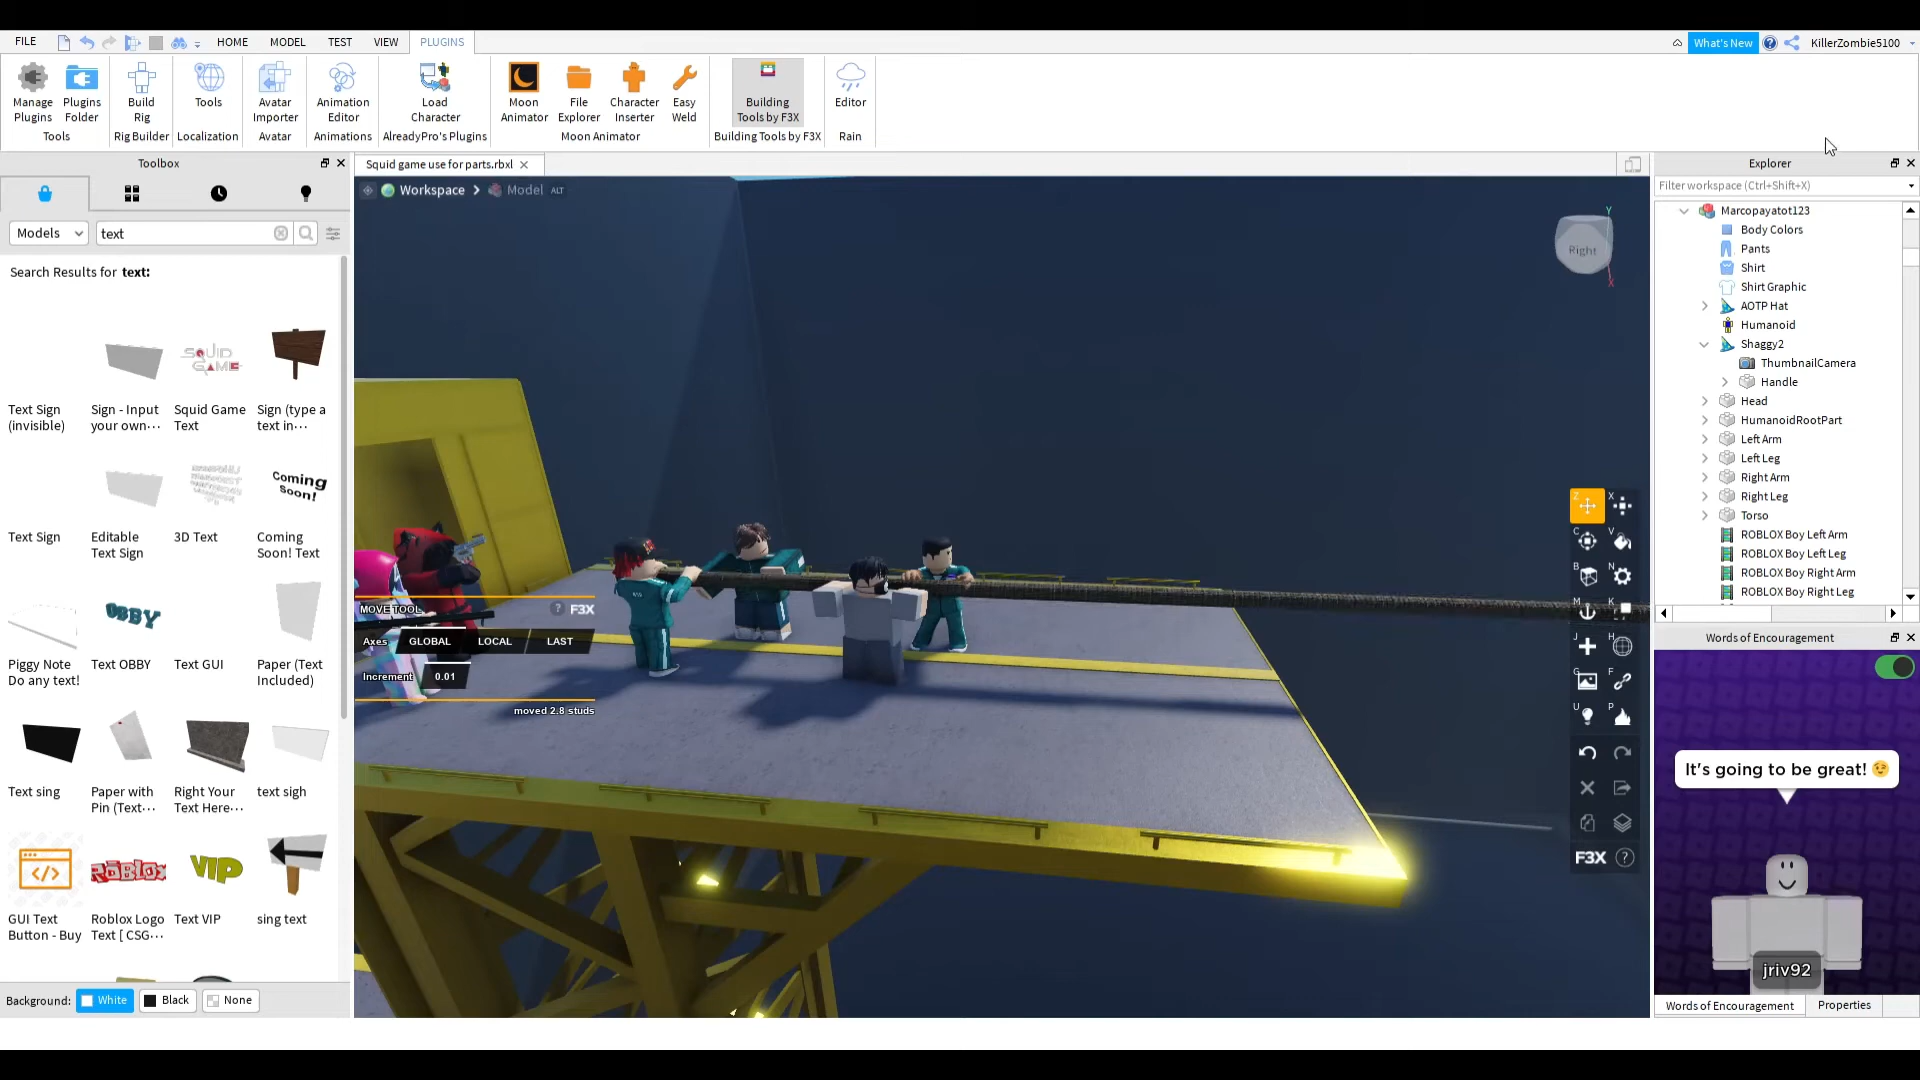 FILE HOME MODEL TEST VIEW PLUGINS What's New KillerZombie5100
Manage Plugins
Plugins Folder
Build Rig
Tools
Avatar Importer
Animation Editor
Load Character
Moon Animator
File Explorer
Character Inserter
Easy Weld
Building Tools by F3X
Editor
Tools Rig Builder Localization Avatar Animations AlreadyPro's Plugins Moon Animator Building Tools by F3X Rain
Toolbox
Models text
Search Results for text:
Text Sign (invisible)
Sign - Input your own...
SQUID GAME
Squid Game Text
Sign (type a text in...
Text Sign
Editable Text Sign
3D Text
Coming Soon!
Coming Soon! Text
Piggy Note Do any text!
OBBY
Text OBBY
Text GUI
Paper (Text Included)
Text sing
Paper with Pin (Text...
Right Your Text Here...
text sigh
GUI Text Button - Buy
ROBLOX
Roblox Logo Text [ CSG...
VIP
Text VIP
sing text
Background: White Black None
Squid game use for parts.rbxl
Workspace Model ALT
Y
Right
X
MOVE TOOL ? F3X
Axes GLOBAL LOCAL LAST
Increment 0.01
moved 2.8 studs
Z X
C V
B N
M K
J H
G F
U P
F3X ?
Explorer
Filter workspace (Ctrl+Shift+X)
Marcopayatot123
Body Colors
Pants
Shirt
Shirt Graphic
AOTP Hat
Humanoid
Shaggy2
ThumbnailCamera
Handle
Head
HumanoidRootPart
Left Arm
Left Leg
Right Arm
Right Leg
Torso
ROBLOX Boy Left Arm
ROBLOX Boy Left Leg
ROBLOX Boy Right Arm
ROBLOX Boy Right Leg
Words of Encouragement
It's going to be great! 😉
jriv92
Words of Encouragement Properties